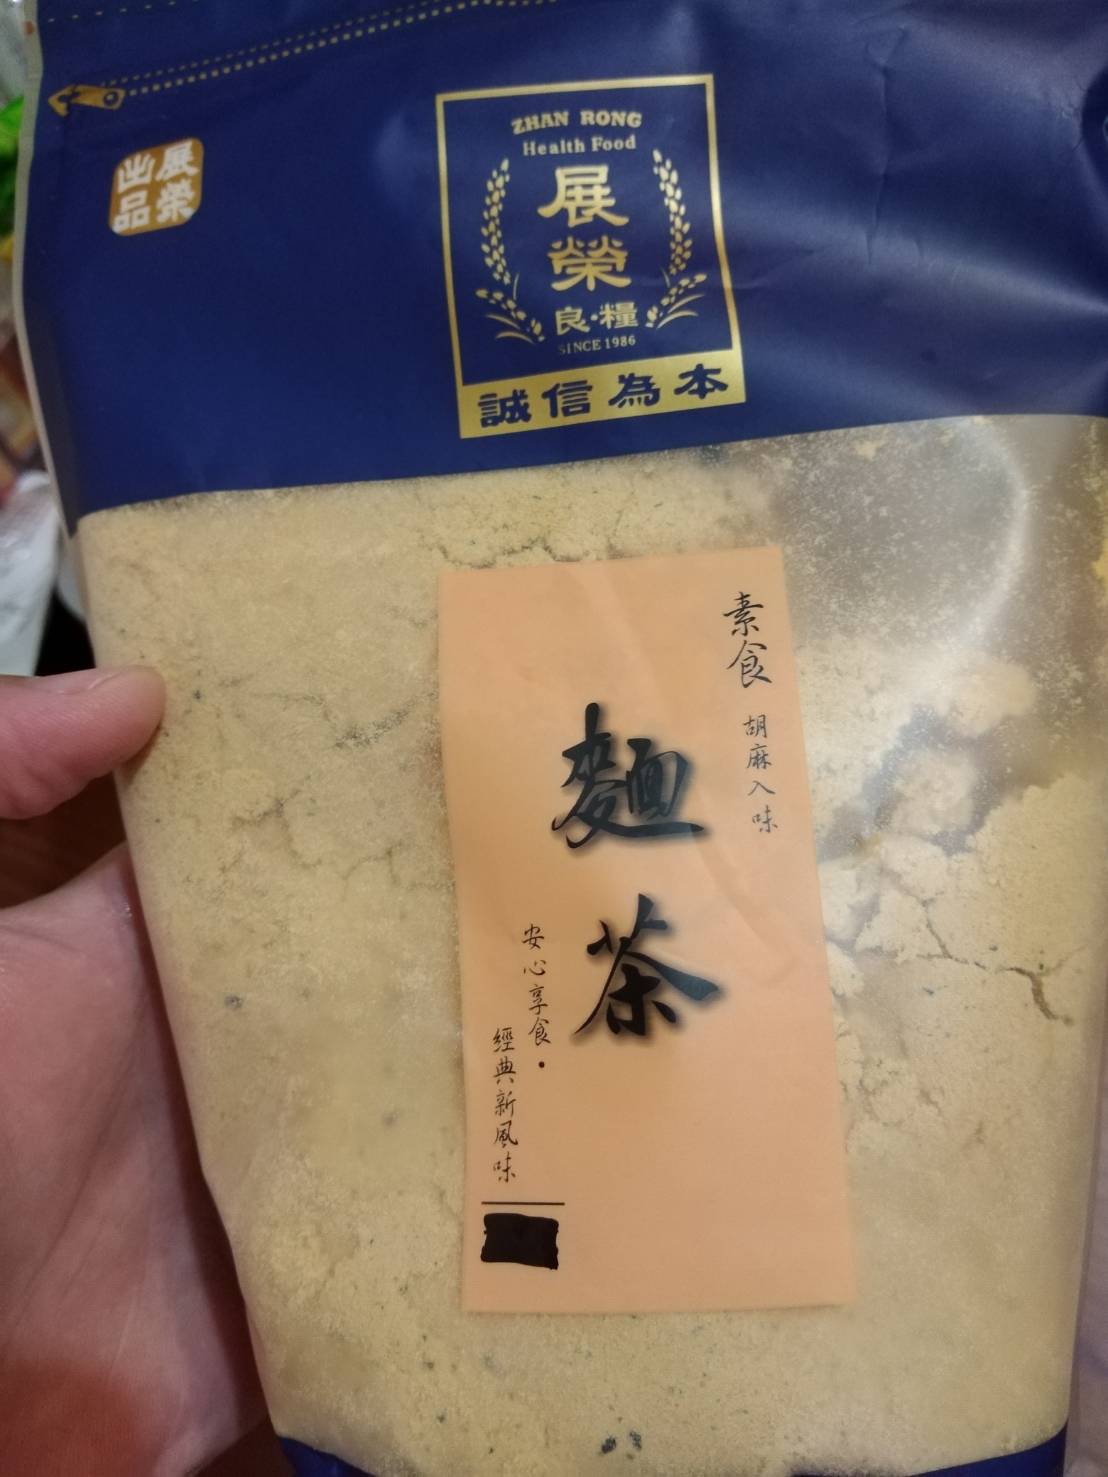 展榮
出品
ZHAN RONG
Health Food
展
榮
良·糧
SINCE 1986
誠信為本
素食 胡麻入味
麵茶
安心享食·
經典新風味